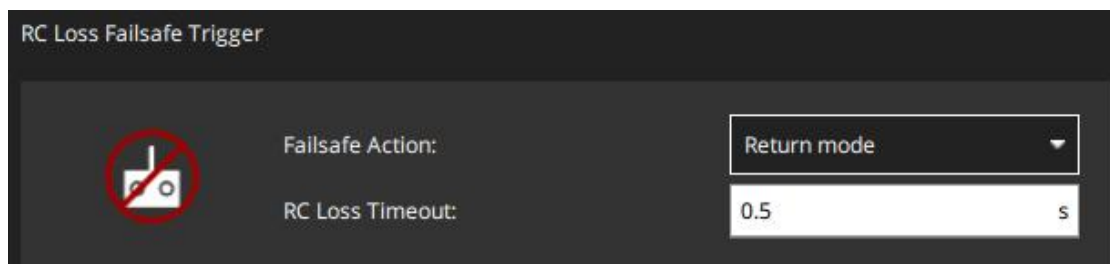 RC Loss Failsafe Trigger
Failsafe Action: Return mode
RC Loss Timeout: 0.5 s